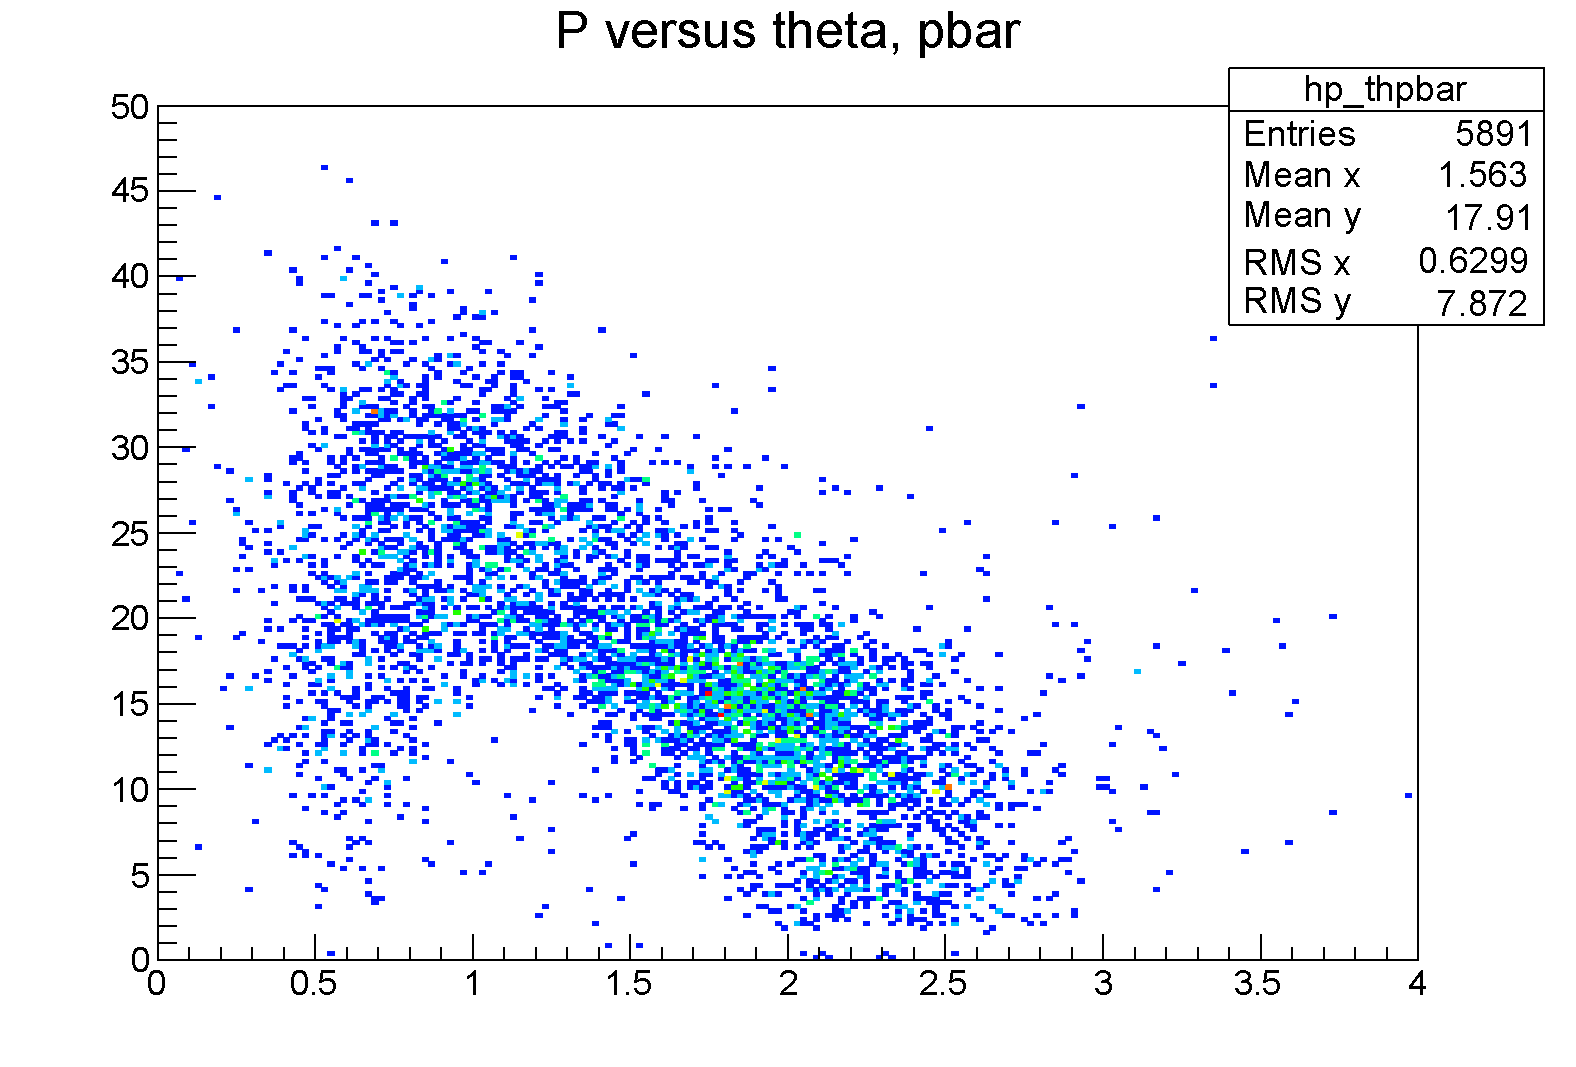 P versus theta, pbar
hp_thpbar
Entries 5891
Mean x 1.563
Mean y 17.91
RMS x 0.6299
RMS y 7.872
50
45
40
35
30
25
20
15
10
5
0
0 0.5 1 1.5 2 2.5 3 3.5 4